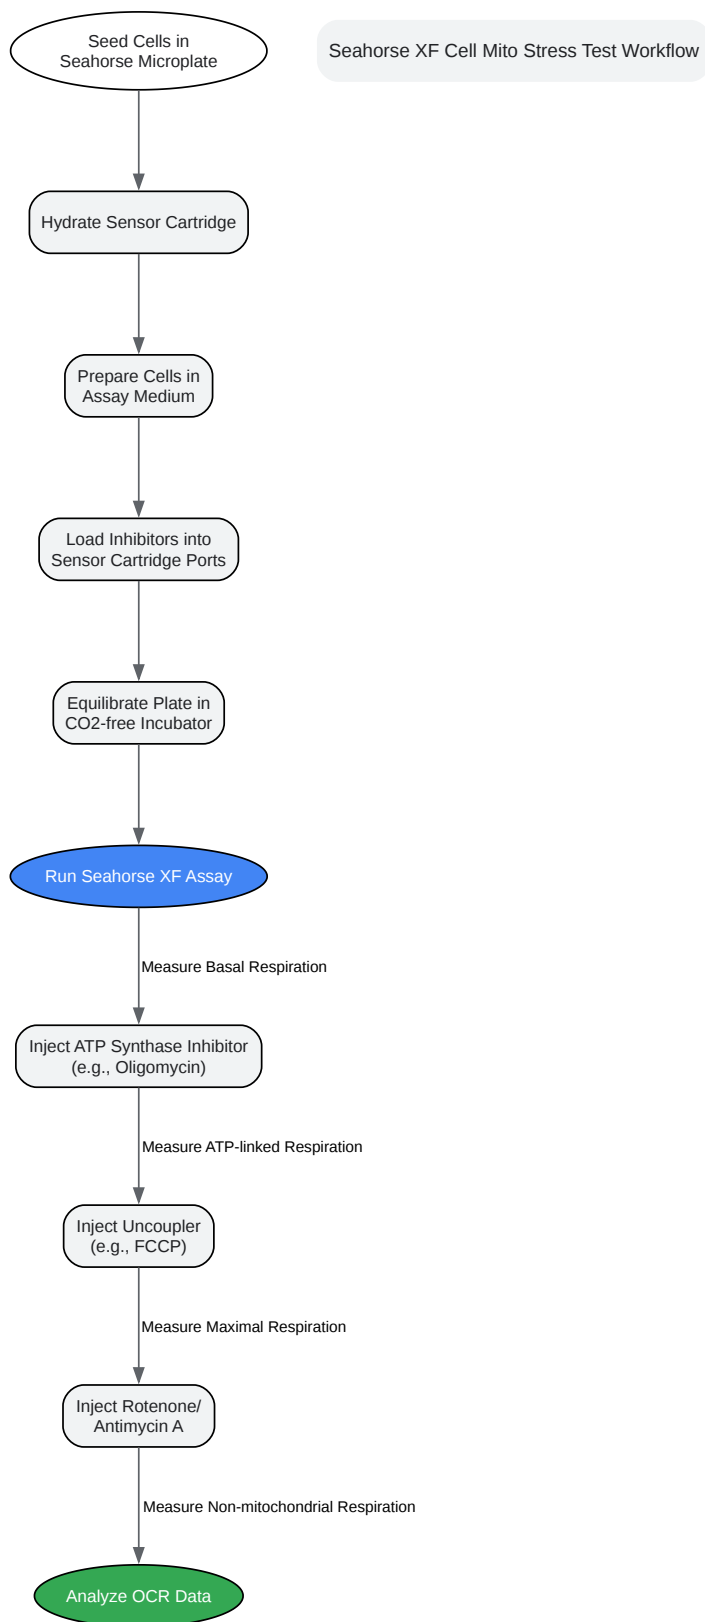 Seed Cells in
Seahorse Microplate
Seahorse XF Cell Mito Stress Test Workflow
Hydrate Sensor Cartridge
Prepare Cells in
Assay Medium
Load Inhibitors into
Sensor Cartridge Ports
Equilibrate Plate in
CO2-free Incubator
Run Seahorse XF Assay
Measure Basal Respiration
Inject ATP Synthase Inhibitor
(e.g., Oligomycin)
Measure ATP-linked Respiration
Inject Uncoupler
(e.g., FCCP)
Measure Maximal Respiration
Inject Rotenone/
Antimycin A
Measure Non-mitochondrial Respiration
Analyze OCR Data